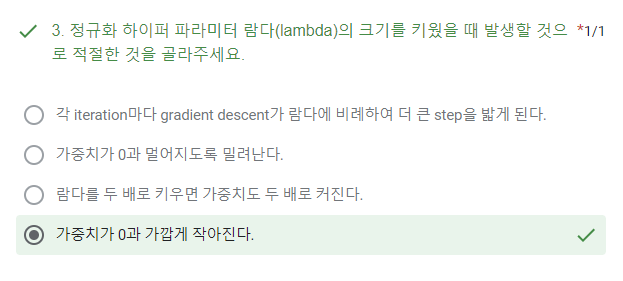 3. 정규화 하이퍼 파라미터 람다(lambda)의 크기를 키웠을 때 발생할 것으 *1/1
로 적절한 것을 골라주세요.
각 iteration마다 gradient descent가 람다에 비례하여 더 큰 step을 밟게 된다.
가중치가 0과 멀어지도록 밀려난다.
람다를 두 배로 키우면 가중치도 두 배로 커진다.
가중치가 0과 가깝게 작아진다.